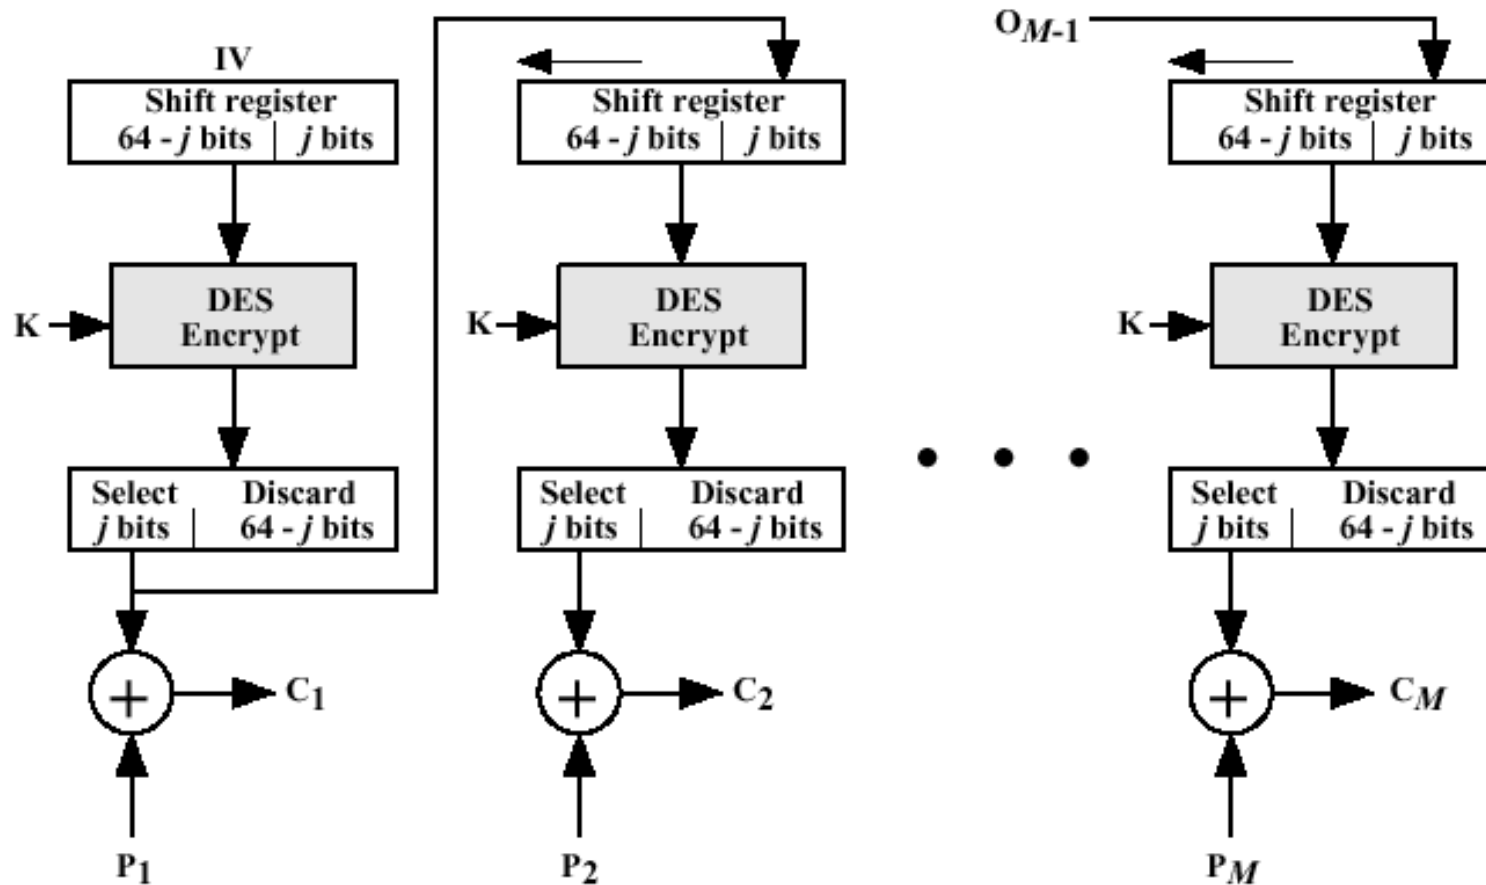 IV
O_M-1
Shift register
64 - j bits j bits
Shift register
64 - j bits j bits
Shift register
64 - j bits j bits
K
DES
Encrypt
K
DES
Encrypt
K
DES
Encrypt
Select Discard
j bits 64 - j bits
Select Discard
j bits 64 - j bits
Select Discard
j bits 64 - j bits
+
C1
+
C2
+
CM
P1
P2
PM